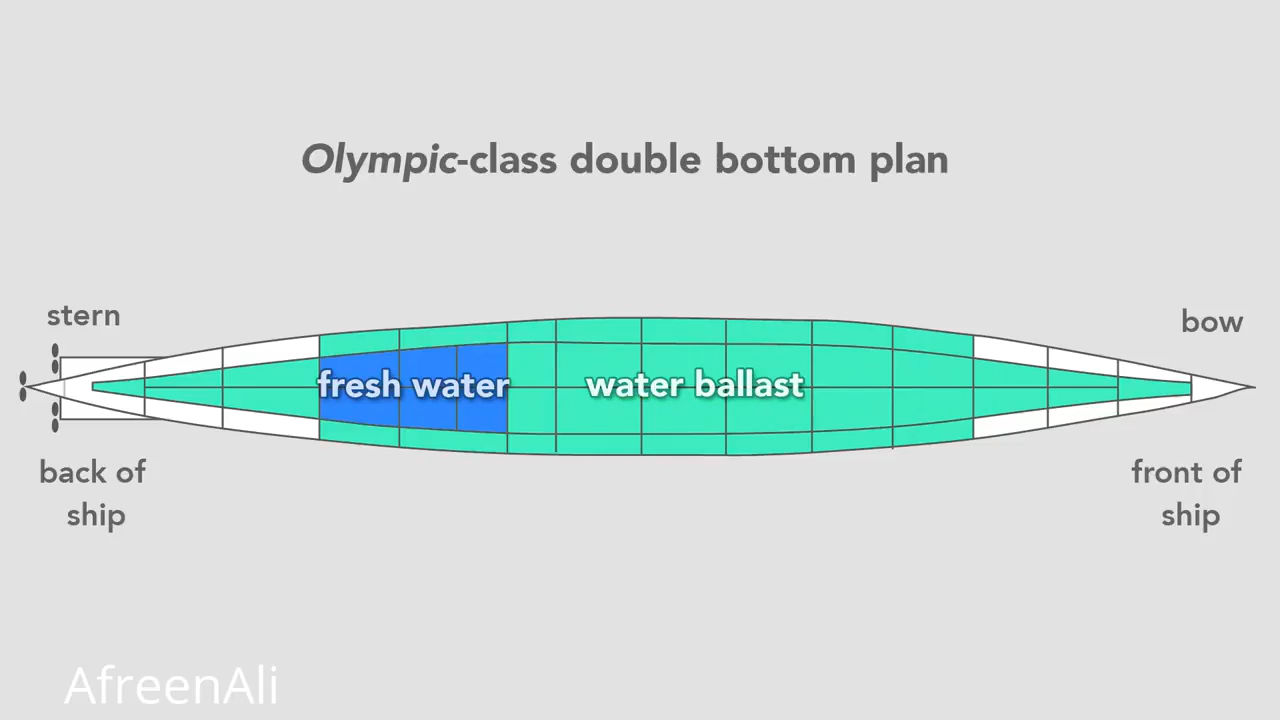 Olympic-class double bottom plan
stern
bow
fresh water
water ballast
back of
ship
front of
ship
AfreenAli